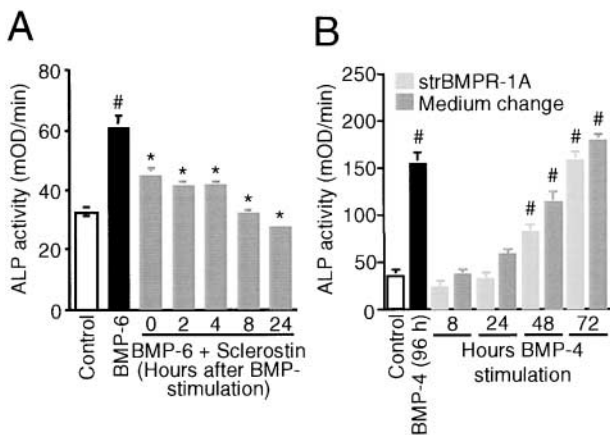 A
ALP activity (mOD/min)
80
60
40
20
0
#
*
*
*
*
*
Control
BMP-6
0 2 4 8 24
BMP-6 + Sclerostin
(Hours after BMP-
stimulation)
B
ALP activity (mOD/min)
250
200
150
100
50
0
strBMPR-1A
Medium change
#
#
#
#
#
Control
BMP-4 (96 h)
8 24 48 72
Hours BMP-4
stimulation